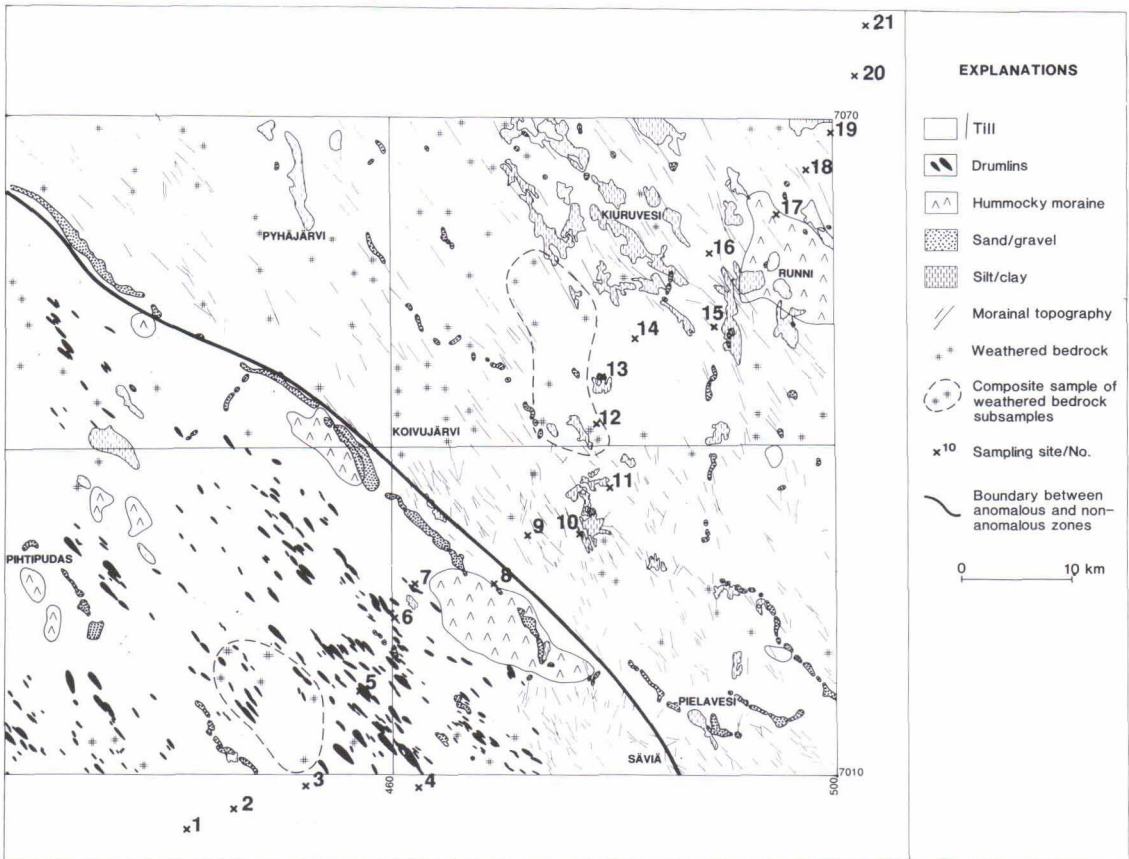 21
20
7070
19
18
KIURUVESI
17
PYHÄJÄRVI
16
RUNNI
15
14
13
12
KOIVUJÄRVI
11
9
10
PIHTIPUDAS
8
7
6
5
PIELAVESI
SÄVIÄ
3
460
4
500
7010
2
1
EXPLANATIONS
Till
Drumlins
Hummocky moraine
Sand/gravel
Silt/clay
Morainal topography
Weathered bedrock
Composite sample of
weathered bedrock
subsamples
×10 Sampling site/No.
Boundary between
anomalous and non-
anomalous zones
0 10 km